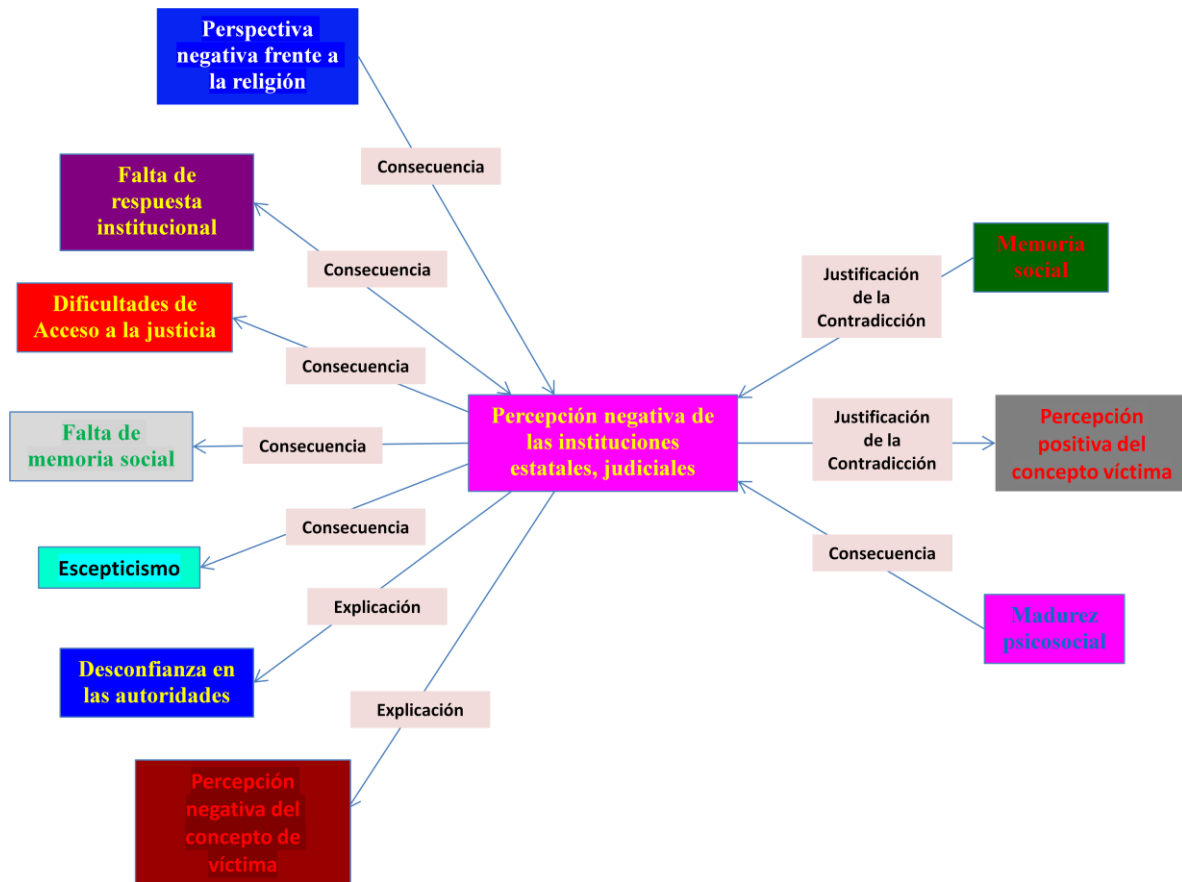 Perspectiva
negativa frente a
la religión
Consecuencia
Falta de
respuesta
institucional
Consecuencia
Memoria
social
Justificación
de la
Contradicción
Dificultades de
Acceso a la justicia
Consecuencia
Percepción negativa de
las instituciones
estatales, judiciales
Justificación
de la
Contradicción
Percepción
positiva del
concepto víctima
Falta de
memoria social
Consecuencia
Consecuencia
Escepticismo
Consecuencia
Madurez
psicosocial
Explicación
Desconfianza en
las autoridades
Explicación
Percepción
negativa del
concepto de
víctima